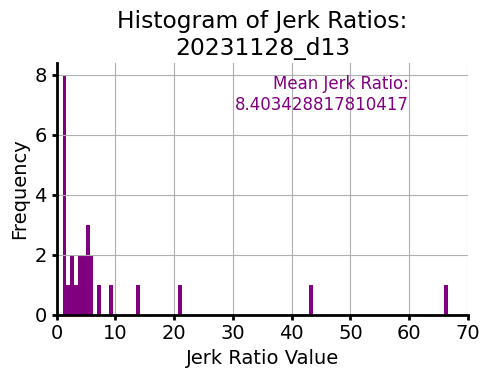 Histogram of Jerk Ratios:
20231128_d13
Mean Jerk Ratio:
8.403428817810417
Frequency
8
6
4
2
0
0 10 20 30 40 50 60 70
Jerk Ratio Value